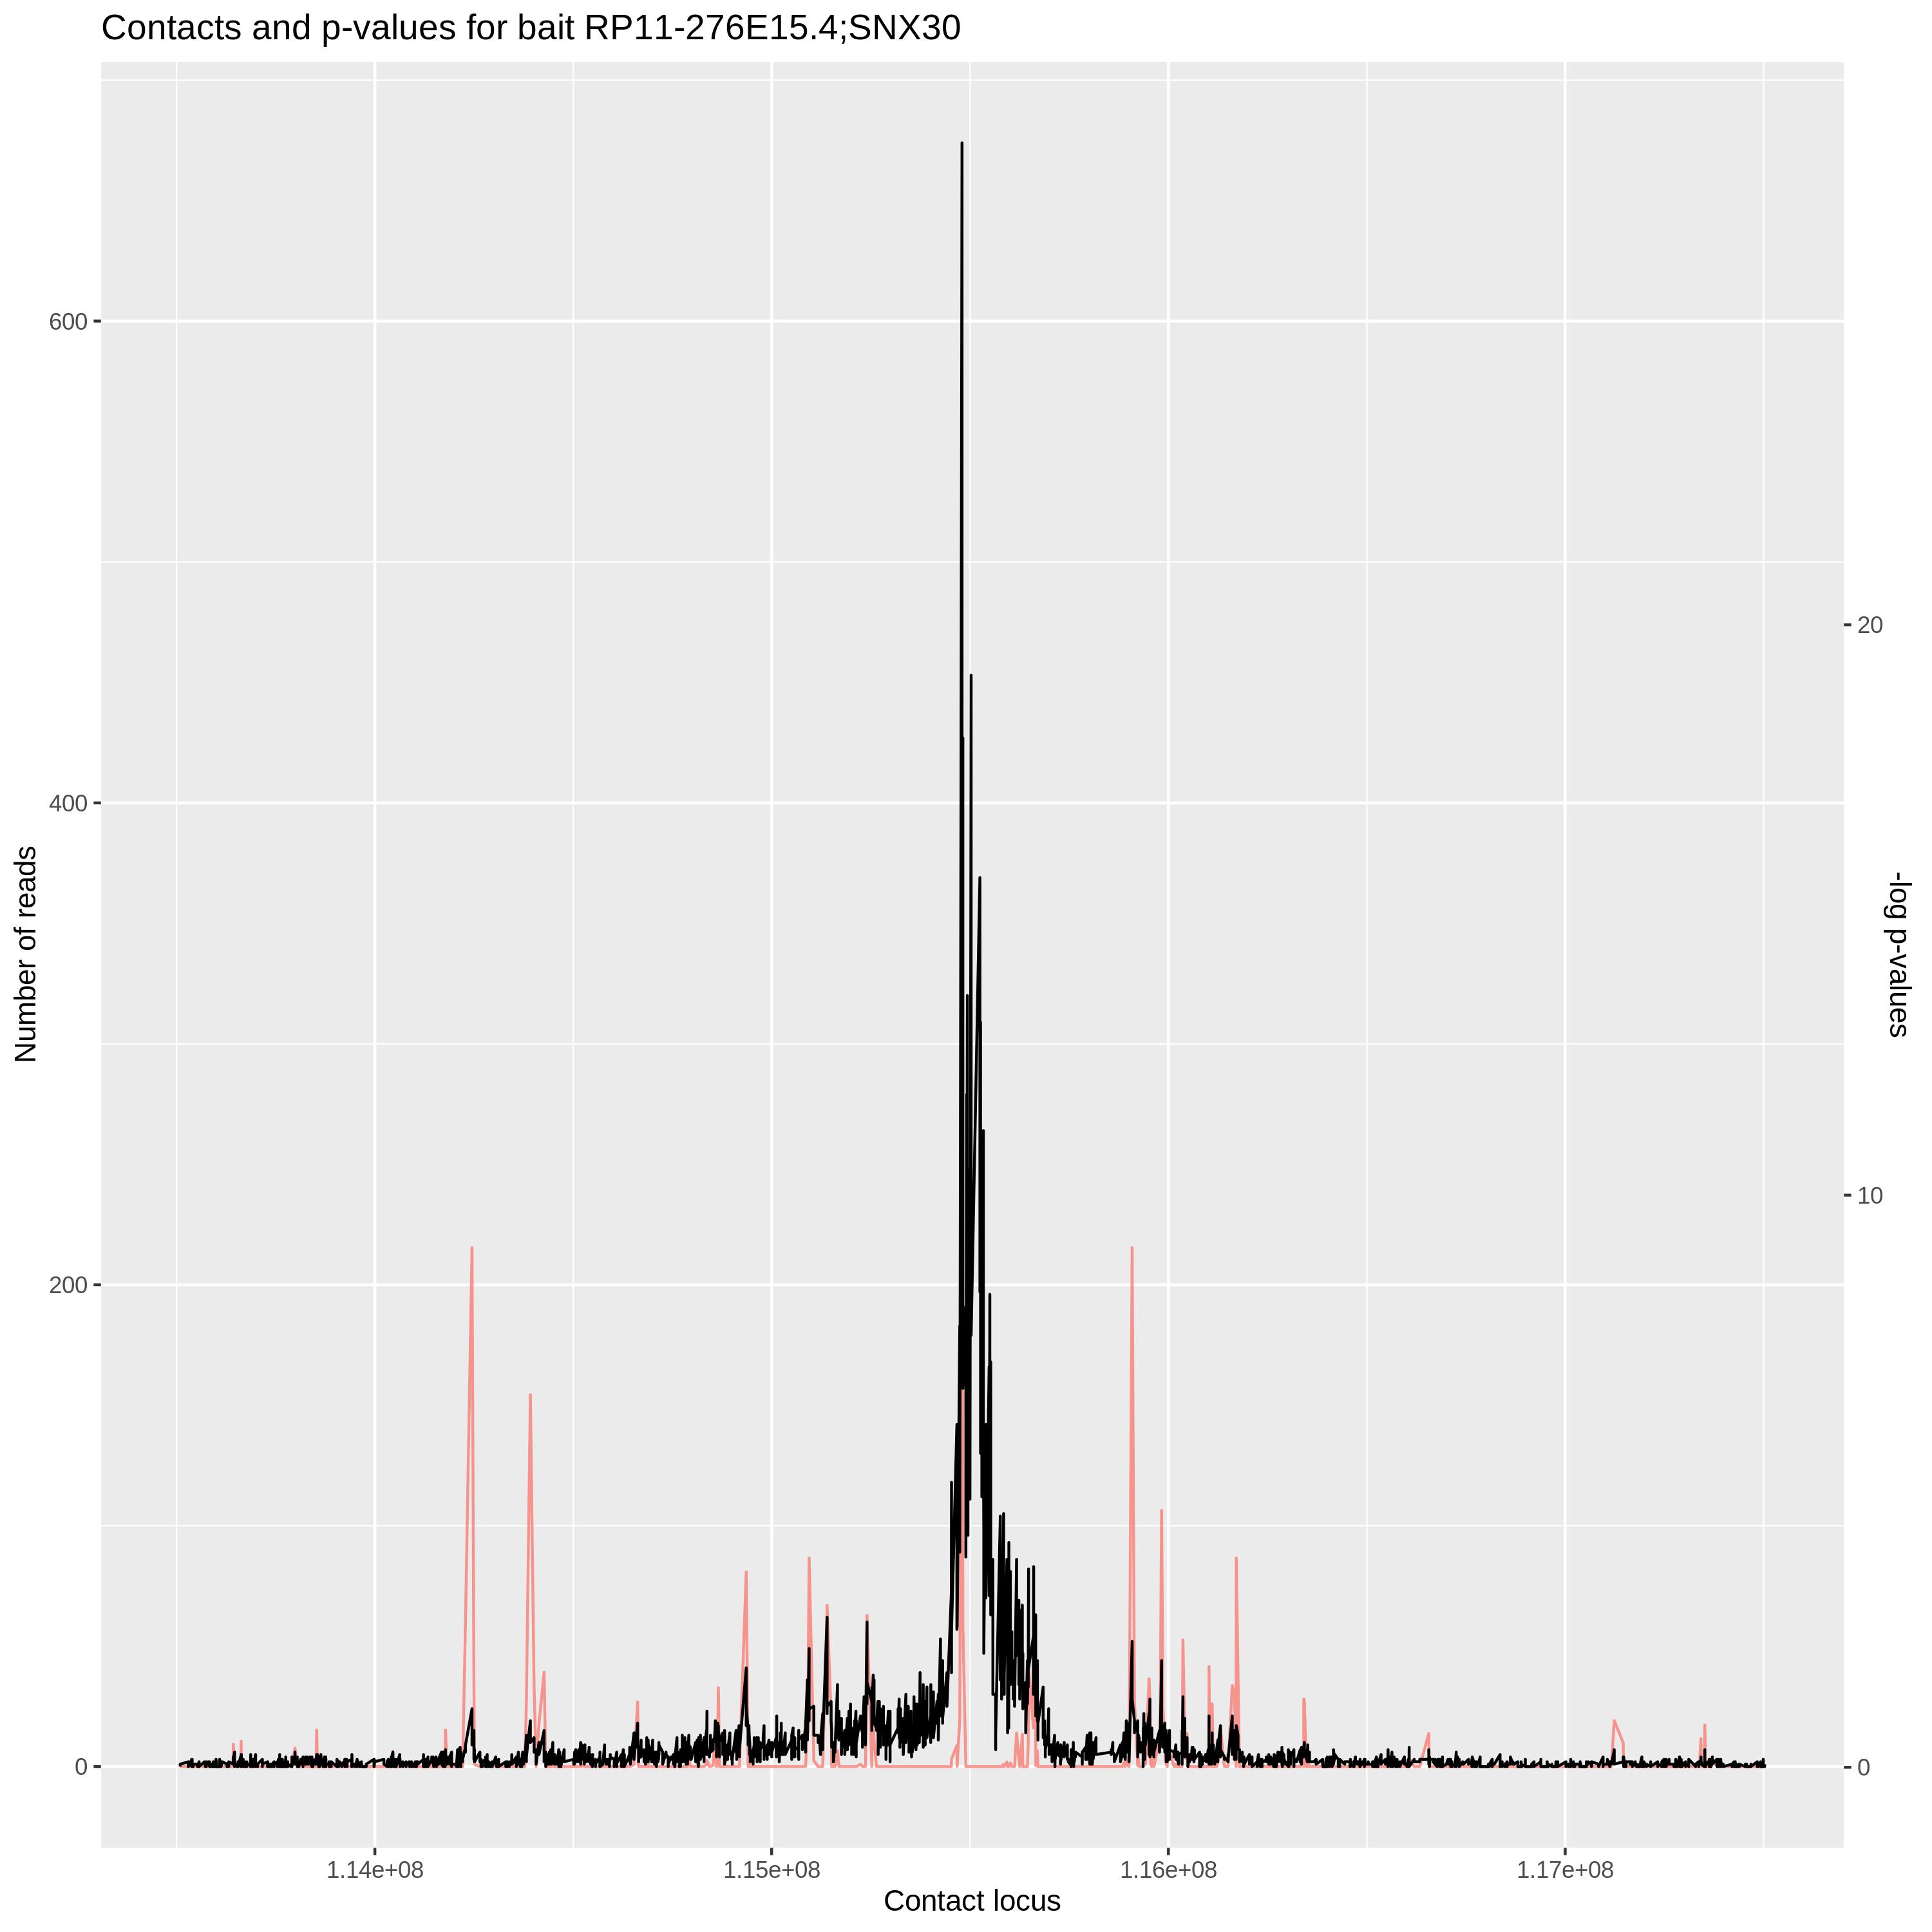 Contacts and p-values for bait RP11-276E15.4;SNX30
600
400
200
0
Number of reads
20
10
0
-log p-values
1.14e+08
1.15e+08
1.16e+08
1.17e+08
Contact locus